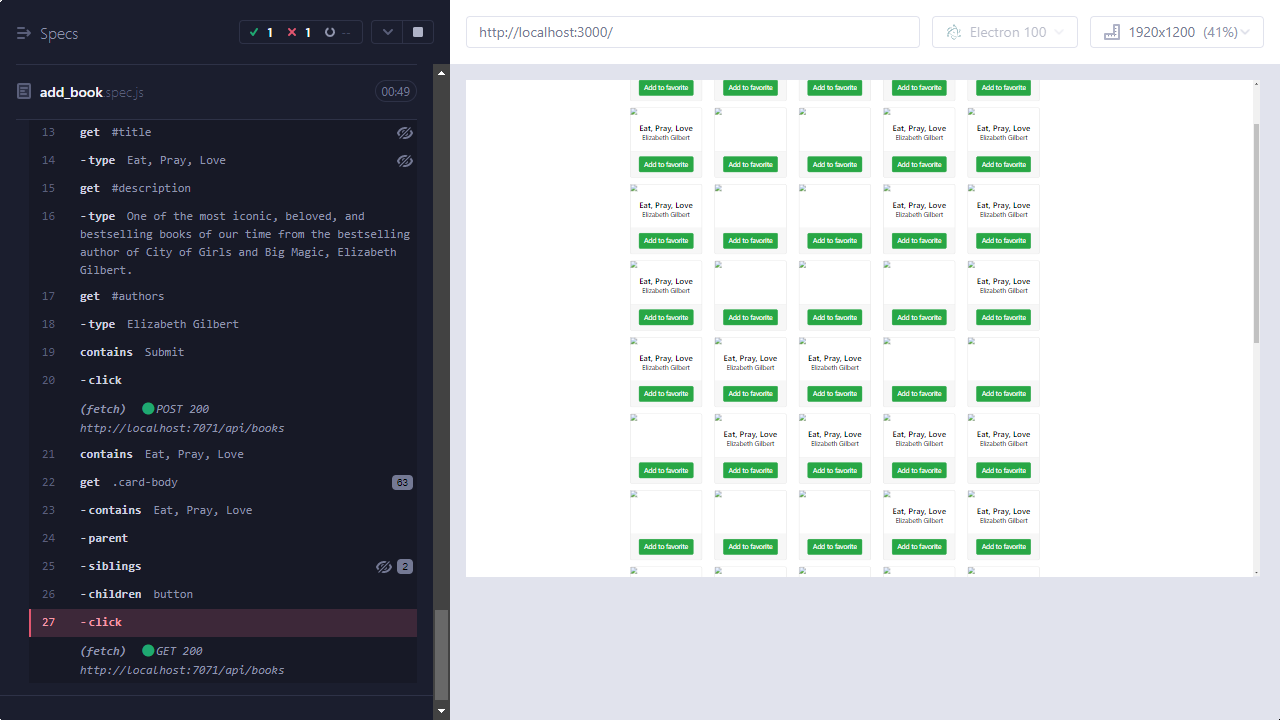 Specs
1
1
--
add_book.spec.js
00:49
13 get #title
14 -type Eat, Pray, Love
15 get #description
16 -type One of the most iconic, beloved, and
bestselling books of our time from the bestselling
author of City of Girls and Big Magic, Elizabeth
Gilbert.
17 get #authors
18 -type Elizabeth Gilbert
19 contains Submit
20 -click
(fetch) POST 200
http://localhost:7071/api/books
21 contains Eat, Pray, Love
22 get .card-body 63
23 -contains Eat, Pray, Love
24 -parent
25 -siblings 2
26 -children button
27 -click
(fetch) GET 200
http://localhost:7071/api/books
http://localhost:3000/
Electron 100
1920x1200 (41%)
Add to favorite Add to favorite Add to favorite Add to favorite Add to favorite
Eat, Pray, Love Eat, Pray, Love Eat, Pray, Love
Elizabeth Gilbert Elizabeth Gilbert Elizabeth Gilbert
Add to favorite Add to favorite Add to favorite Add to favorite Add to favorite
Eat, Pray, Love Eat, Pray, Love Eat, Pray, Love
Elizabeth Gilbert Elizabeth Gilbert Elizabeth Gilbert
Add to favorite Add to favorite Add to favorite Add to favorite Add to favorite
Eat, Pray, Love Eat, Pray, Love
Elizabeth Gilbert Elizabeth Gilbert
Add to favorite Add to favorite Add to favorite Add to favorite Add to favorite
Eat, Pray, Love Eat, Pray, Love Eat, Pray, Love
Elizabeth Gilbert Elizabeth Gilbert Elizabeth Gilbert
Add to favorite Add to favorite Add to favorite Add to favorite Add to favorite
Eat, Pray, Love Eat, Pray, Love Eat, Pray, Love Eat, Pray, Love
Elizabeth Gilbert Elizabeth Gilbert Elizabeth Gilbert Elizabeth Gilbert
Add to favorite Add to favorite Add to favorite Add to favorite Add to favorite
Eat, Pray, Love Eat, Pray, Love
Elizabeth Gilbert Elizabeth Gilbert
Add to favorite Add to favorite Add to favorite Add to favorite Add to favorite